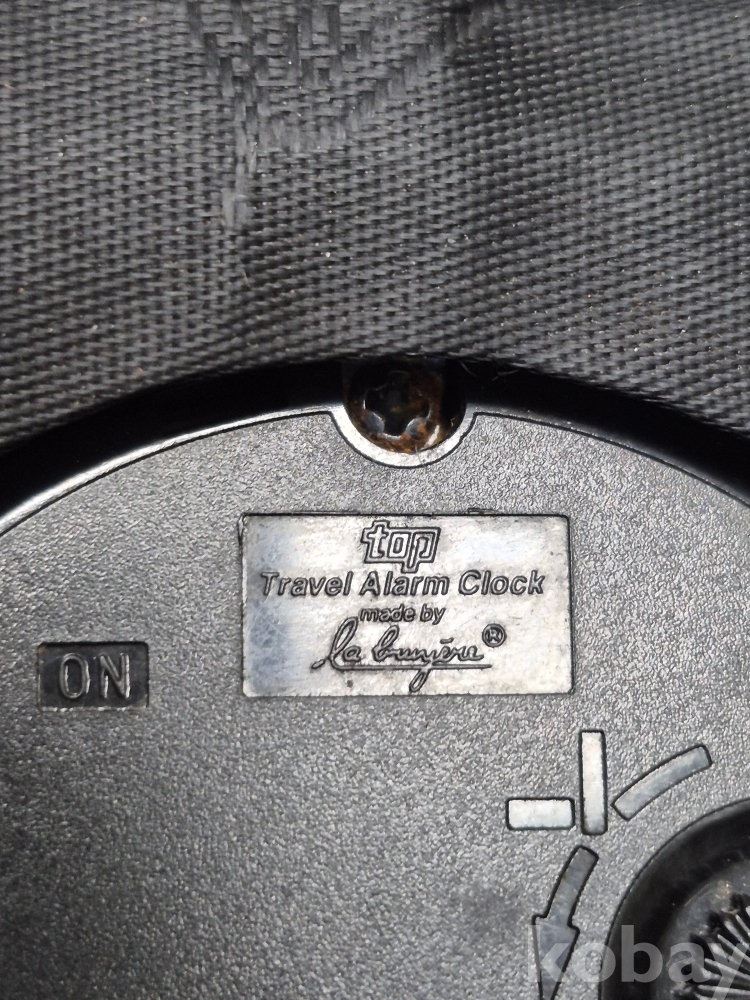 top
Travel Alarm Clock
made by
la bruyère ®
ON
kobay